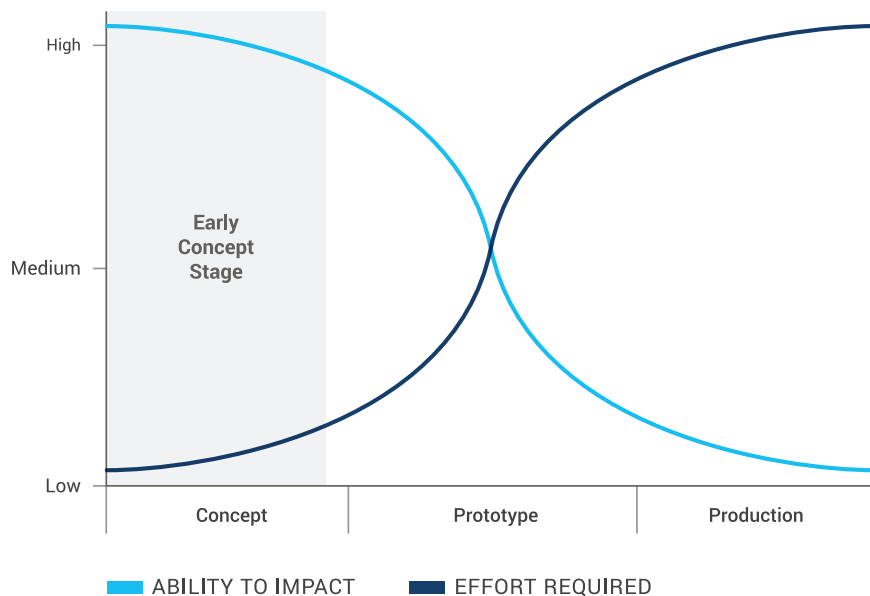 High
Early
Concept
Stage
Medium
Low
Concept
Prototype
Production
ABILITY TO IMPACT
EFFORT REQUIRED